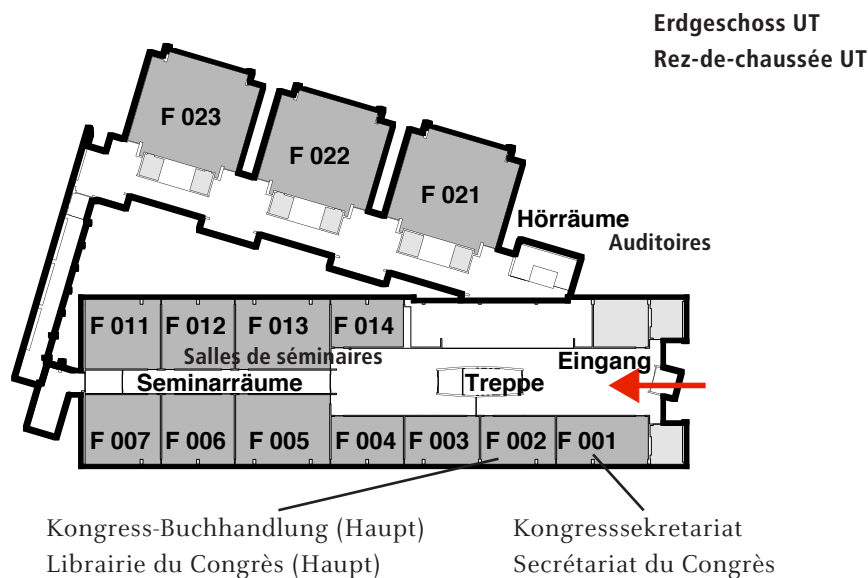 Erdgeschoss UT
Rez-de-chaussée UT
F 023
F 022
F 021
Hörräume
Auditoires
F 011 F 012 F 013 F 014
Salles de séminaires
Eingang
Seminarräume
Treppe
F 007 F 006 F 005 F 004 F 003 F 002 F 001
Kongress-Buchhandlung (Haupt)
Librairie du Congrès (Haupt)
Kongresssekretariat
Secrétariat du Congrès